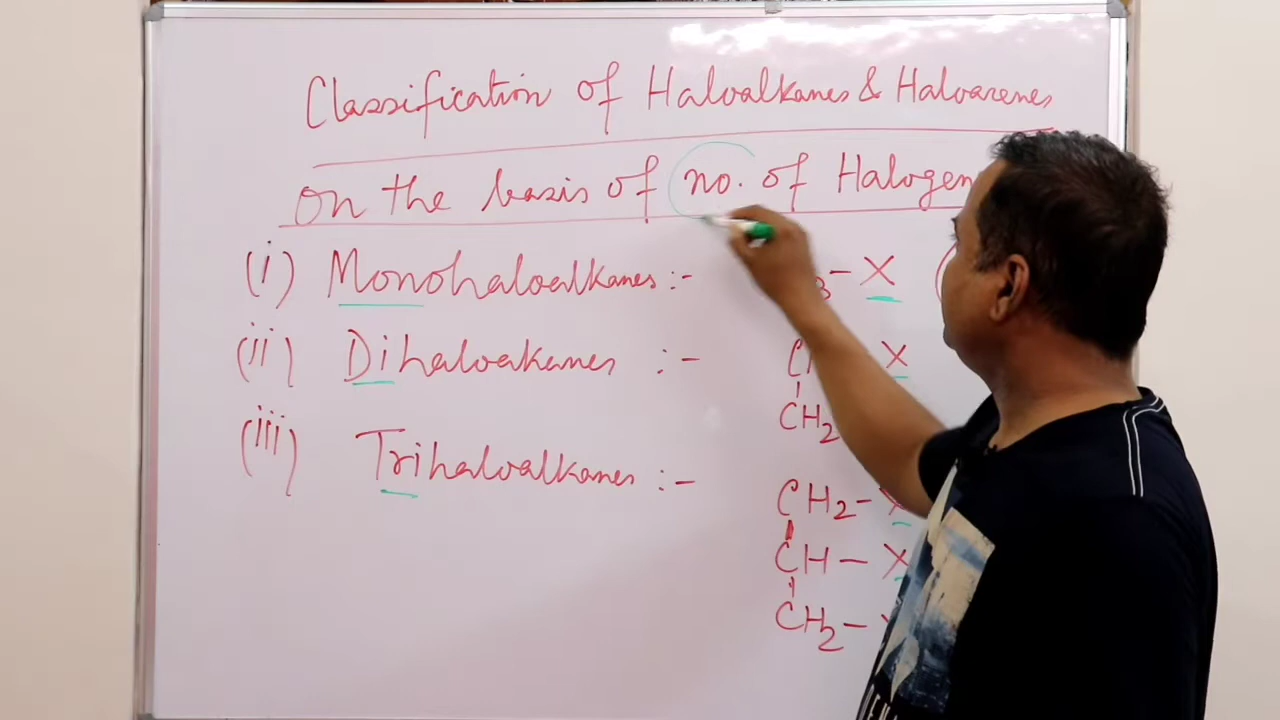 Classification of Haloalkanes & Haloarenes
on the basis of no. of Halogen
(i) Monohaloalkanes :- – X
(ii) Dihaloakanes :- X
CH2
(iii) Trihaloalkanes :-
CH2–X
CH–X
CH2–